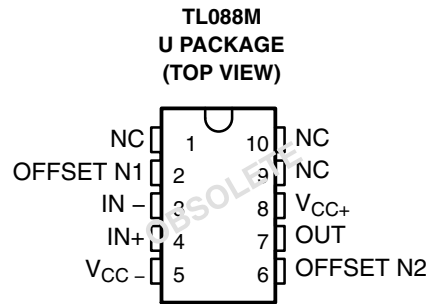 TL088M
U PACKAGE
(TOP VIEW)
NC 1 10 NC
OFFSET N1 2 9 NC
IN − 3 8 VCC+
IN+ 4 7 OUT
VCC − 5 6 OFFSET N2
OBSOLETE